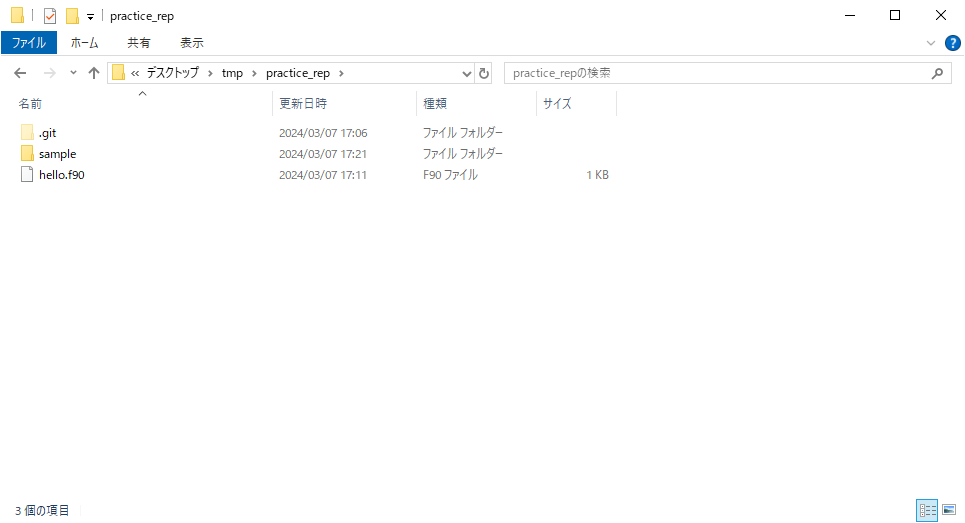 practice_rep
ファイル ホーム 共有 表示
« デスクトップ › tmp › practice_rep › practice_repの検索
名前 更新日時 種類 サイズ
.git 2024/03/07 17:06 ファイル フォルダー
sample 2024/03/07 17:21 ファイル フォルダー
hello.f90 2024/03/07 17:11 F90 ファイル 1 KB
3 個の項目